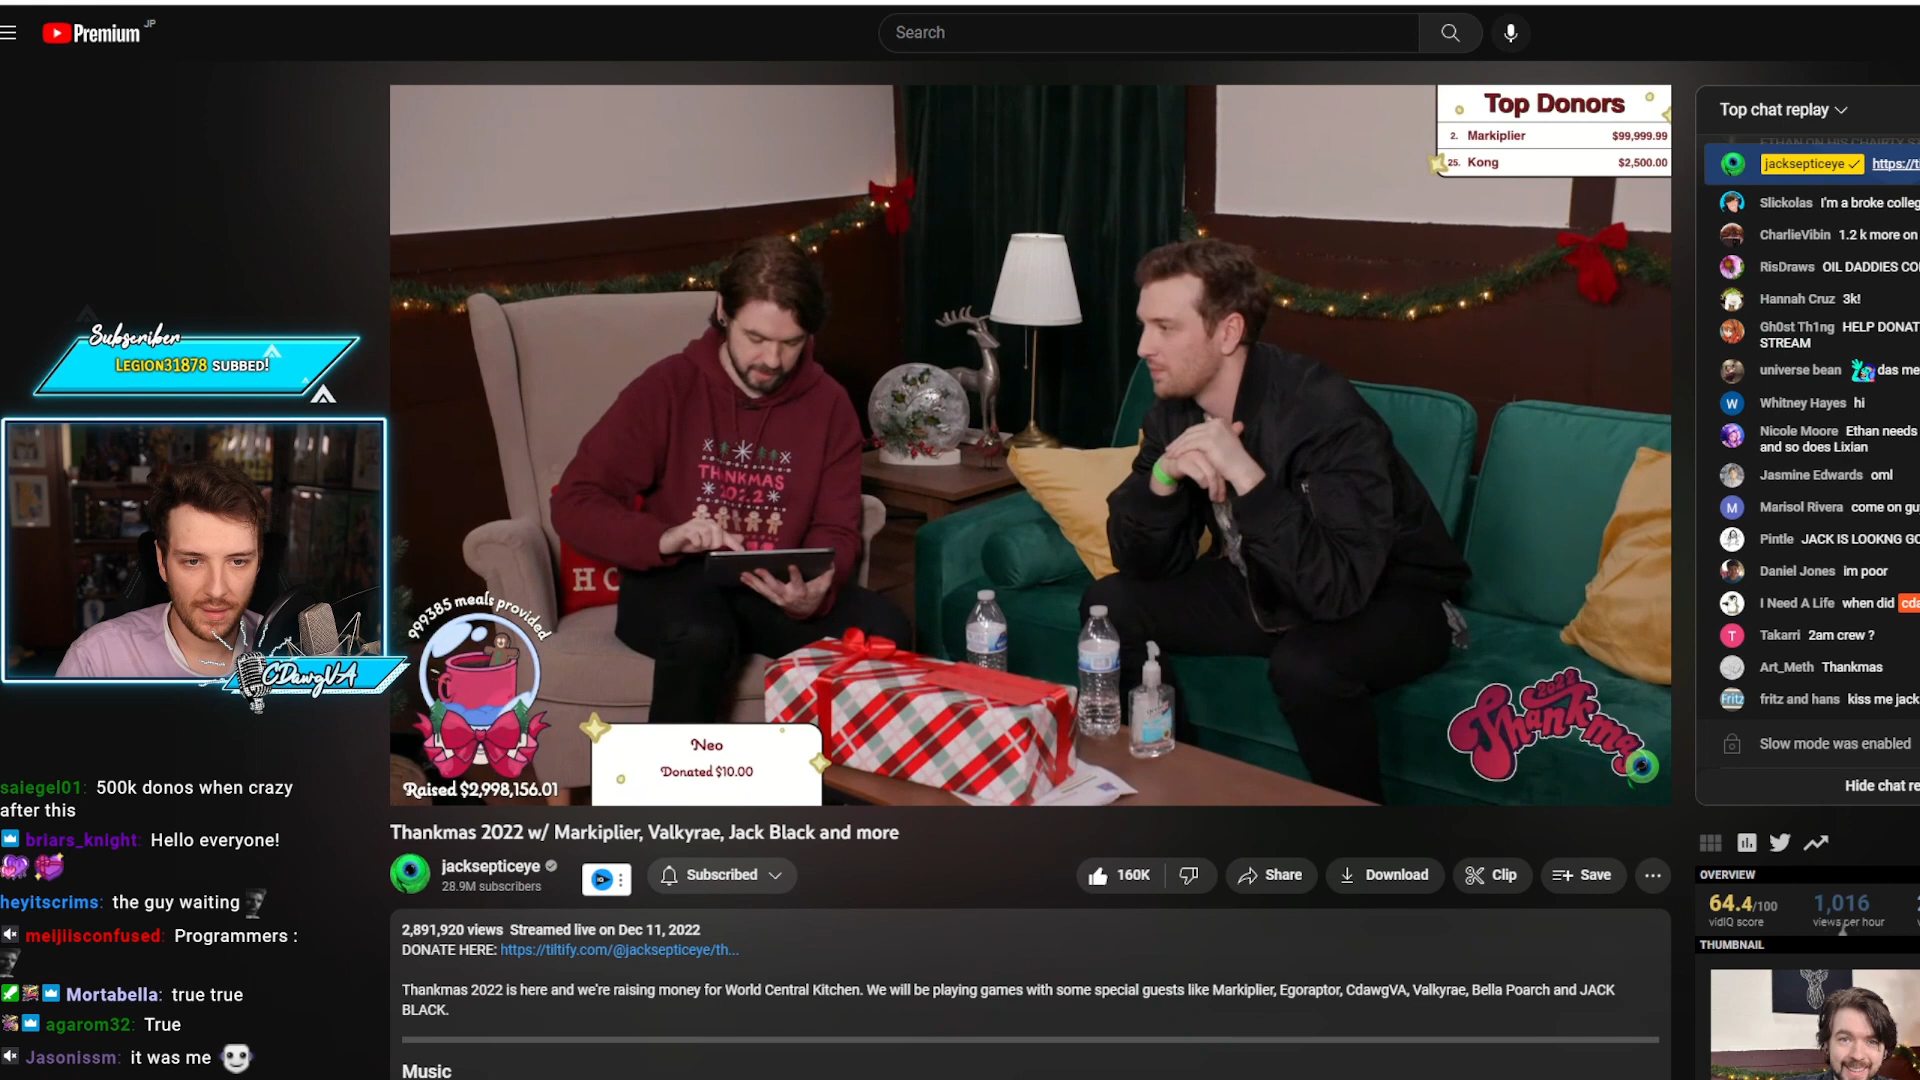 Premium JP
Search
Top Donors
2. Markiplier $99,999.99
25. Kong $2,500.00
Top chat replay
jacksepticeye https://ti
Slickolas I'm a broke colleg
CharlieVibin 1.2 k more on
RisDraws OIL DADDIES CO
Hannah Cruz 3k!
Gh0st Th1ng HELP DONAT
STREAM
universe bean das me
Whitney Hayes hi
Nicole Moore Ethan needs
and so does Lixian
Jasmine Edwards oml
Marisol Rivera come on gu
Pintle JACK IS LOOKNG GO
Daniel Jones im poor
I Need A Life when did cda
Takarri 2am crew ?
Art_Meth Thankmas
fritz and hans kiss me jack
Slow mode was enabled
Hide chat re
Subscriber
LEGION31878 SUBBED!
CDawgVA
THANKMAS
2022
HO
999385 meals provided
Raised $2,998,156.01
Neo
Donated $10.00
2022
Thankmas
saiegel01: 500k donos when crazy
after this
briars_knight: Hello everyone!
heyitscrims: the guy waiting
meijiisconfused: Programmers :
Mortabella: true true
agarom32: True
Jasonissm: it was me
Thankmas 2022 w/ Markiplier, Valkyrae, Jack Black and more
jacksepticeye
28.9M subscribers
Subscribed
160K
Share
Download
Clip
Save
2,891,920 views Streamed live on Dec 11, 2022
DONATE HERE: https://tiltify.com/@jacksepticeye/th...
Thankmas 2022 is here and we're raising money for World Central Kitchen. We will be playing games with some special guests like Markiplier, Egoraptor, CdawgVA, Valkyrae, Bella Poarch and JACK
BLACK.
Music
OVERVIEW
64.4/100 1,016
vidIQ score views per hour
THUMBNAIL